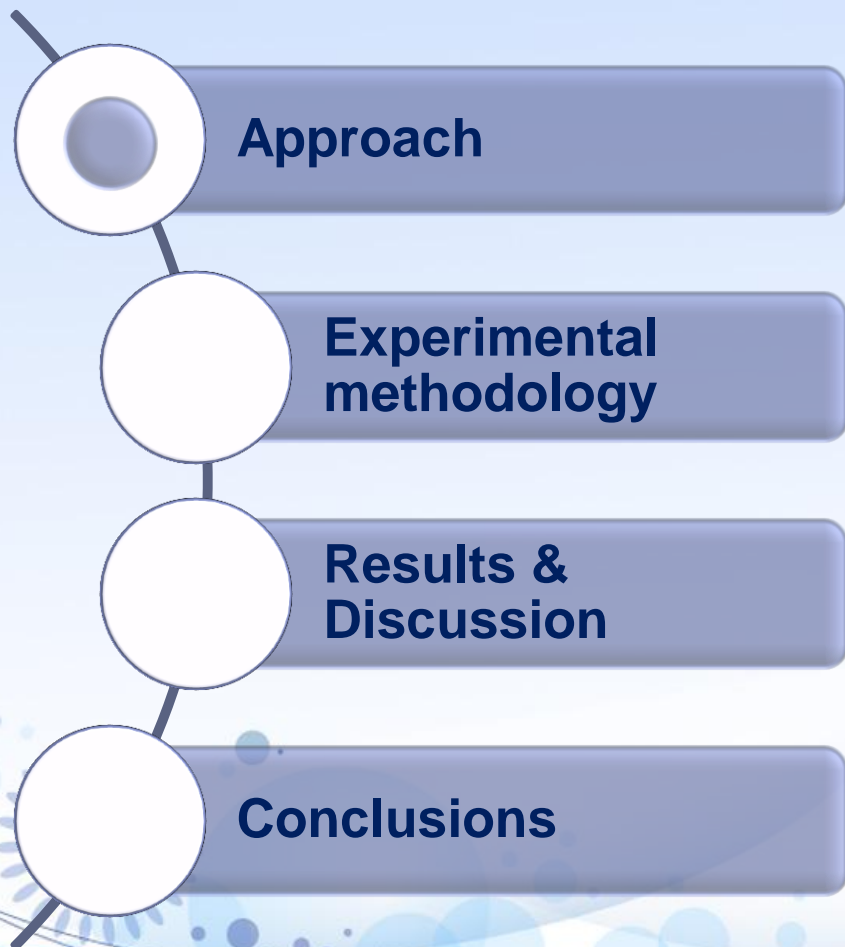 Approach
Experimental
methodology
Results &
Discussion
Conclusions